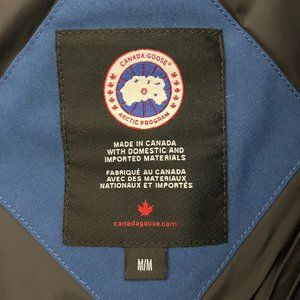 CANADA GOOSE
ARCTIC PROGRAM
MADE IN CANADA
WITH DOMESTIC AND
IMPORTED MATERIALS
FABRIQUÉ AU CANADA
AVEC DES MATERIAUX
NATIONAUX ET IMPORTÉS
canadagoose.com
M/M